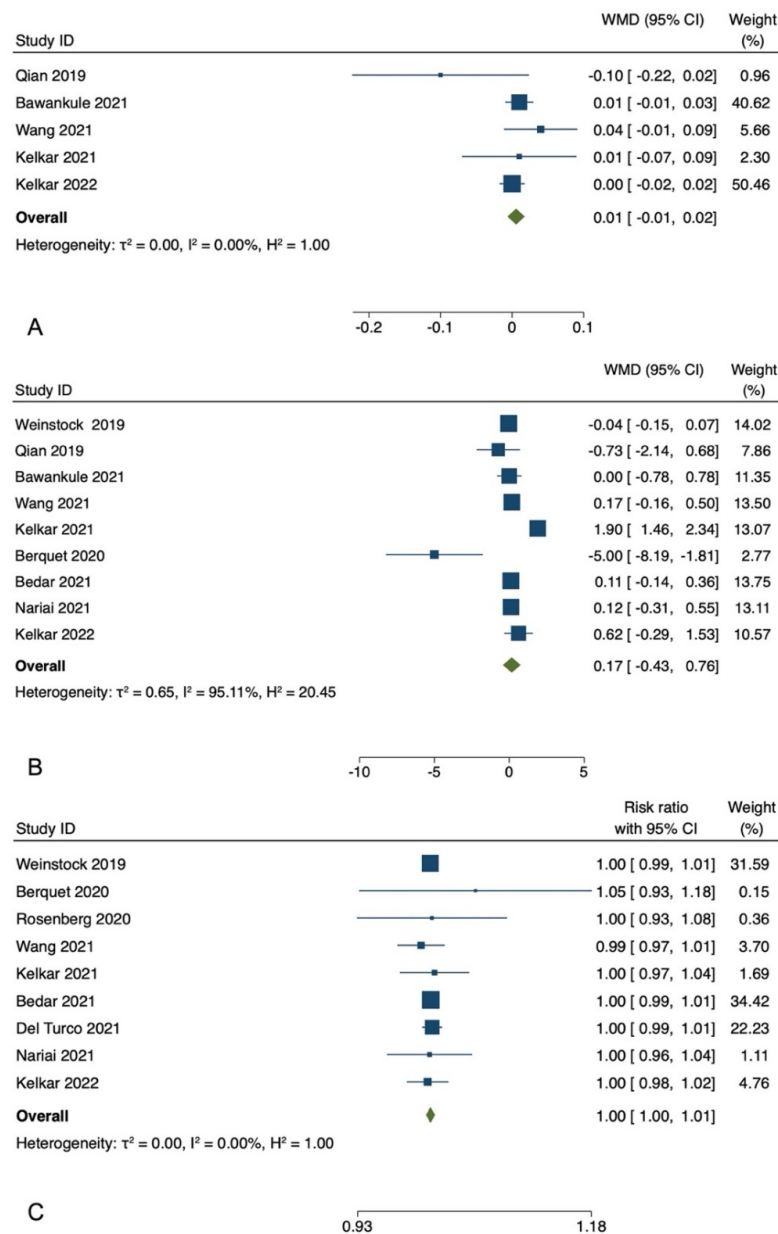 WMD (95% CI) Weight
Study ID (%)
Qian 2019 -0.10 [ -0.22, 0.02] 0.96
Bawankule 2021 0.01 [ -0.01, 0.03] 40.62
Wang 2021 0.04 [ -0.01, 0.09] 5.66
Kelkar 2021 0.01 [ -0.07, 0.09] 2.30
Kelkar 2022 0.00 [ -0.02, 0.02] 50.46
Overall 0.01 [ -0.01, 0.02]
Heterogeneity: τ² = 0.00, I² = 0.00%, H² = 1.00
A
-0.2 -0.1 0 0.1
WMD (95% CI) Weight
Study ID (%)
Weinstock 2019 -0.04 [ -0.15, 0.07] 14.02
Qian 2019 -0.73 [ -2.14, 0.68] 7.86
Bawankule 2021 0.00 [ -0.78, 0.78] 11.35
Wang 2021 0.17 [ -0.16, 0.50] 13.50
Kelkar 2021 1.90 [ 1.46, 2.34] 13.07
Berquet 2020 -5.00 [ -8.19, -1.81] 2.77
Bedar 2021 0.11 [ -0.14, 0.36] 13.75
Nariai 2021 0.12 [ -0.31, 0.55] 13.11
Kelkar 2022 0.62 [ -0.29, 1.53] 10.57
Overall 0.17 [ -0.43, 0.76]
Heterogeneity: τ² = 0.65, I² = 95.11%, H² = 20.45
B
-10 -5 0 5
Risk ratio Weight
Study ID with 95% CI (%)
Weinstock 2019 1.00 [ 0.99, 1.01] 31.59
Berquet 2020 1.05 [ 0.93, 1.18] 0.15
Rosenberg 2020 1.00 [ 0.93, 1.08] 0.36
Wang 2021 0.99 [ 0.97, 1.01] 3.70
Kelkar 2021 1.00 [ 0.97, 1.04] 1.69
Bedar 2021 1.00 [ 0.99, 1.01] 34.42
Del Turco 2021 1.00 [ 0.99, 1.01] 22.23
Nariai 2021 1.00 [ 0.96, 1.04] 1.11
Kelkar 2022 1.00 [ 0.98, 1.02] 4.76
Overall 1.00 [ 1.00, 1.01]
Heterogeneity: τ² = 0.00, I² = 0.00%, H² = 1.00
C
0.93 1.18